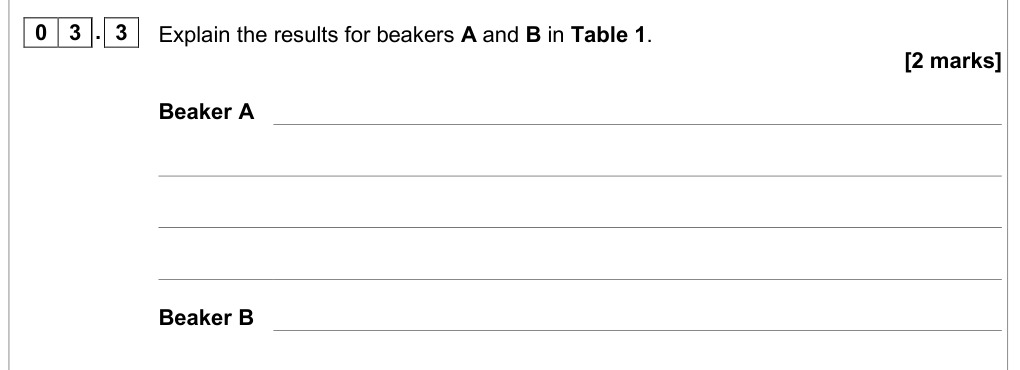 0 3 . 3 Explain the results for beakers A and B in Table 1.
[2 marks]
Beaker A
Beaker B